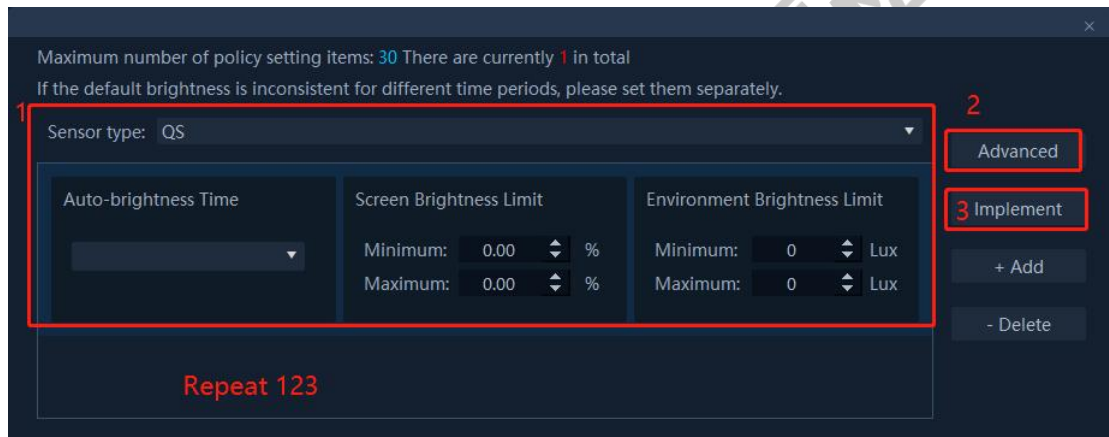 ×
Maximum number of policy setting items: 30 There are currently 1 in total
If the default brightness is inconsistent for different time periods, please set them separately.
1
2
Sensor type: QS
Advanced
Auto-brightness Time
Screen Brightness Limit
Environment Brightness Limit
3 Implement
Minimum: 0.00 %
Minimum: 0 Lux
Maximum: 0.00 %
Maximum: 0 Lux
+ Add
- Delete
Repeat 123